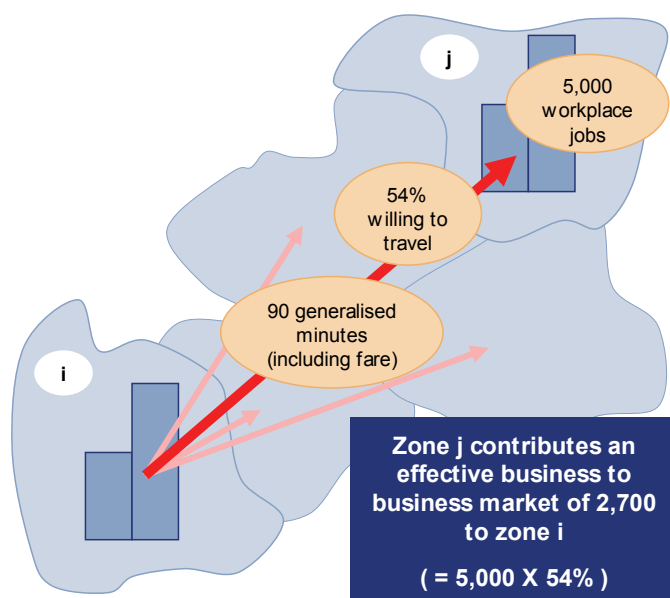 j
5,000
workplace
jobs
54%
willing to
travel
90 generalised
minutes
(including fare)
i
Zone j contributes an
effective business to
business market of 2,700
to zone i
( = 5,000 X 54% )